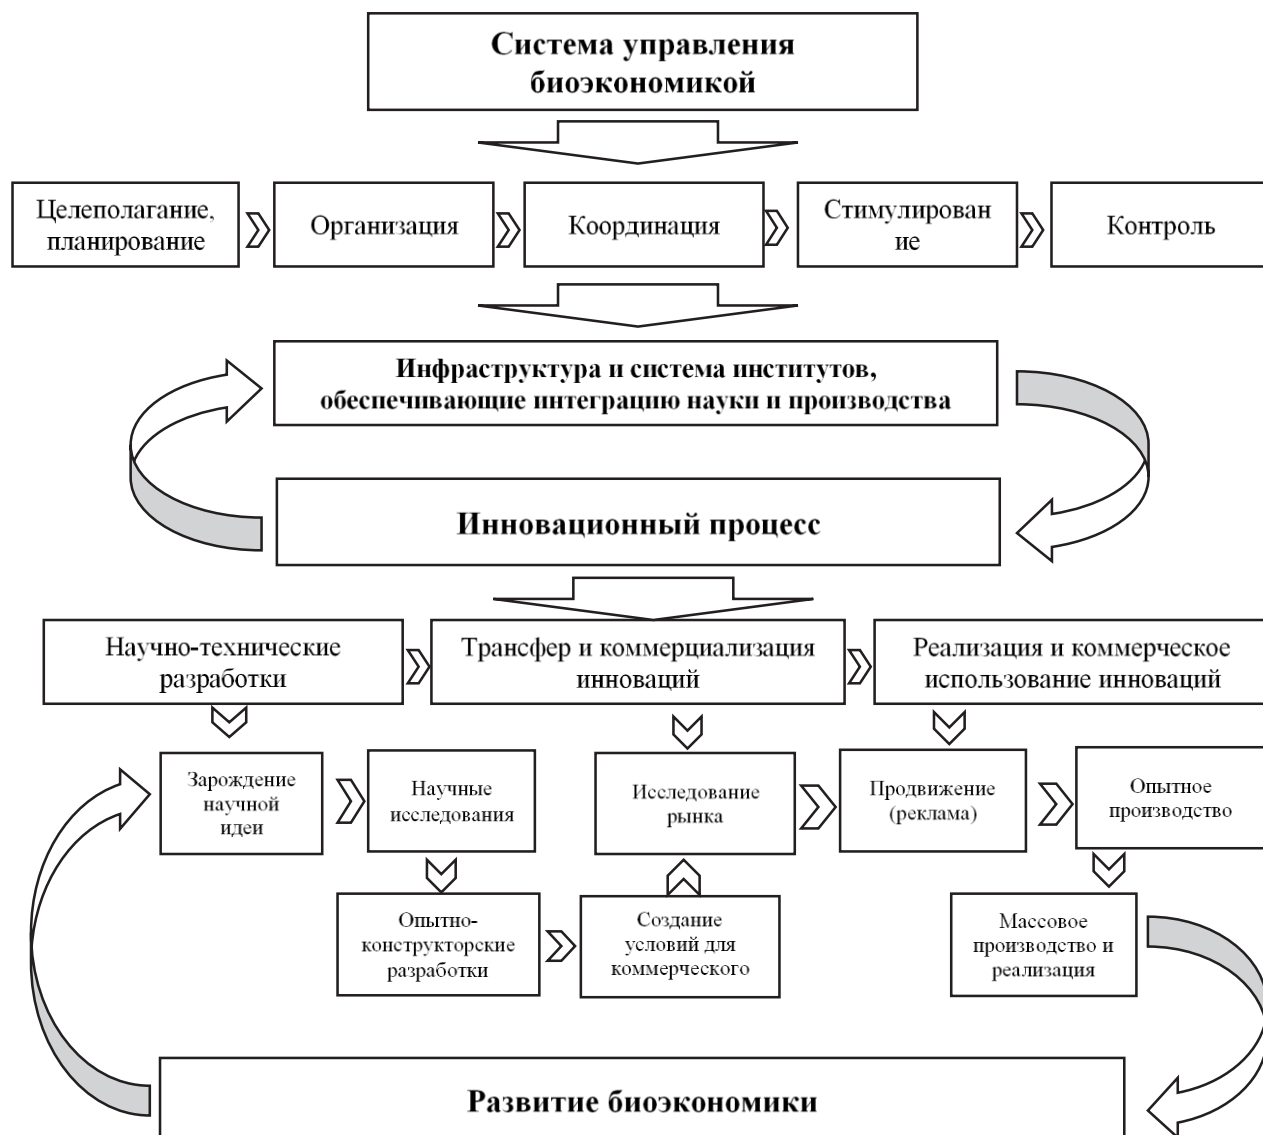 Система управления
биоэкономикой
Целеполагание,
планирование
Организация
Координация
Стимулирован
ие
Контроль
Инфраструктура и система институтов,
обеспечивающие интеграцию науки и производства
Инновационный процесс
Научно-технические
разработки
Трансфер и коммерциализация
инноваций
Реализация и коммерческое
использование инноваций
Зарождение
научной
идеи
Научные
исследования
Исследование
рынка
Продвижение
(реклама)
Опытное
производство
Опытно-
конструкторские
разработки
Создание
условий для
коммерческого
Массовое
производство и
реализация
Развитие биоэкономики